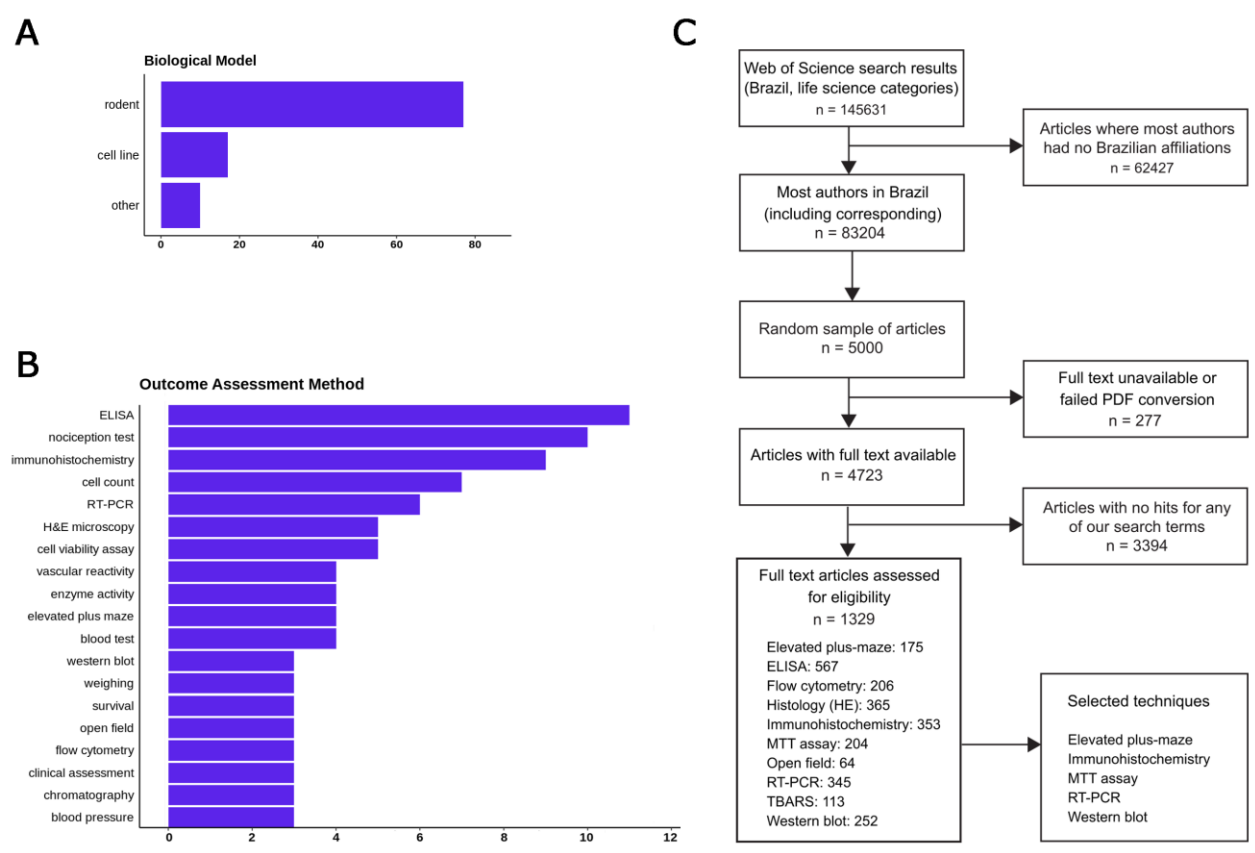 A
Biological Model
rodent
cell line
other
0 20 40 60 80
B
Outcome Assessment Method
ELISA
nociception test
immunohistochemistry
cell count
RT-PCR
H&E microscopy
cell viability assay
vascular reactivity
enzyme activity
elevated plus maze
blood test
western blot
weighing
survival
open field
flow cytometry
clinical assessment
chromatography
blood pressure
0 2 4 6 8 10 12
C
Web of Science search results
(Brazil, life science categories)
n = 145631
Articles where most authors
had no Brazilian affiliations
n = 62427
Most authors in Brazil
(including corresponding)
n = 83204
Random sample of articles
n = 5000
Full text unavailable or
failed PDF conversion
n = 277
Articles with full text available
n = 4723
Articles with no hits for any
of our search terms
n = 3394
Full text articles assessed
for eligibility
n = 1329
Elevated plus-maze: 175
ELISA: 567
Flow cytometry: 206
Histology (HE): 365
Immunohistochemistry: 353
MTT assay: 204
Open field: 64
RT-PCR: 345
TBARS: 113
Western blot: 252
Selected techniques
Elevated plus-maze
Immunohistochemistry
MTT assay
RT-PCR
Western blot